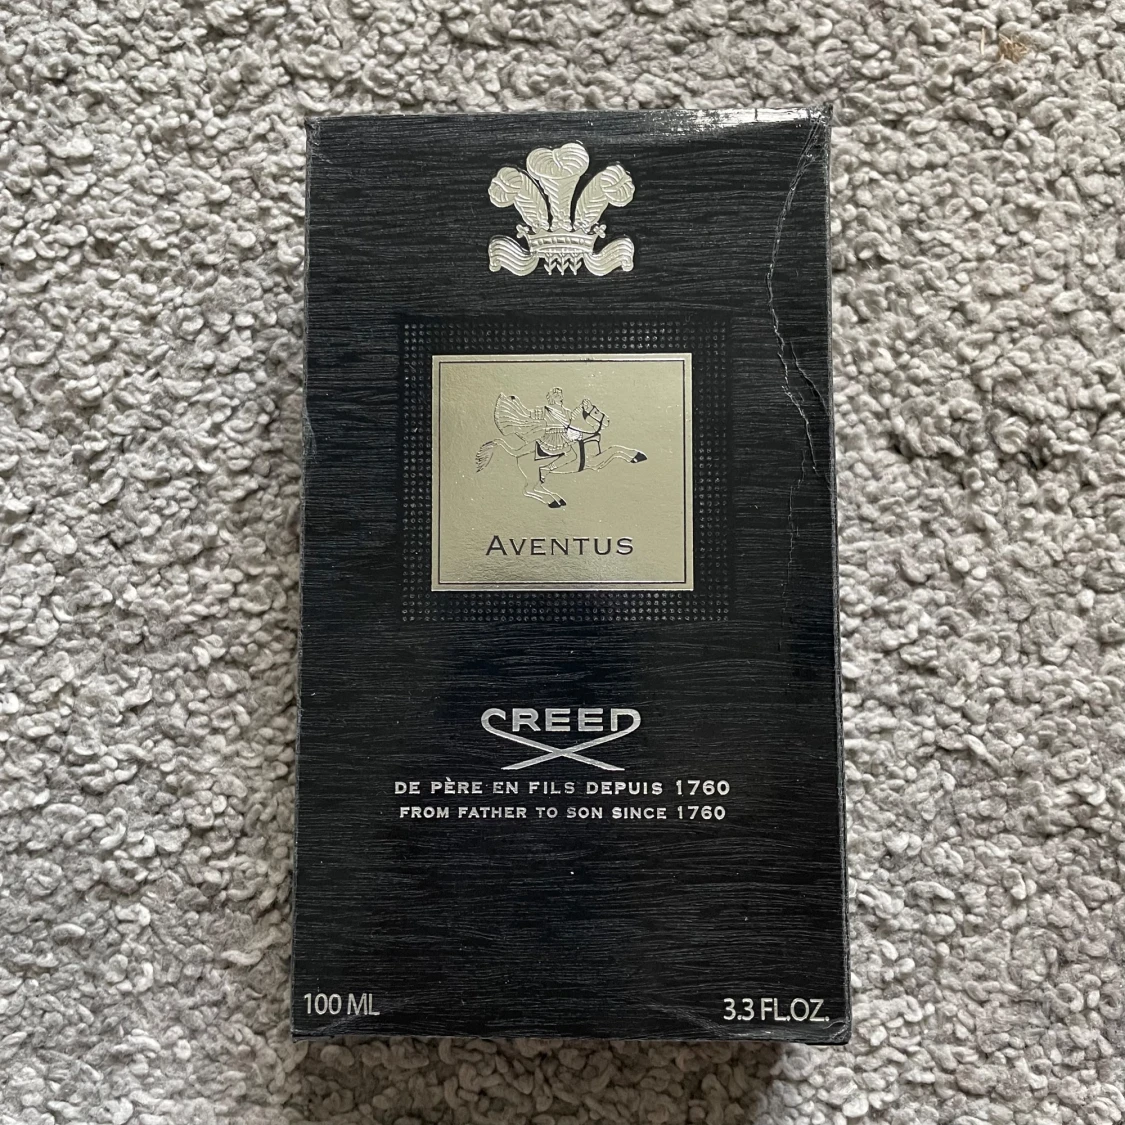 AVENTUS
CREED
DE PÈRE EN FILS DEPUIS 1760
FROM FATHER TO SON SINCE 1760
100 ML
3.3 FL.OZ.